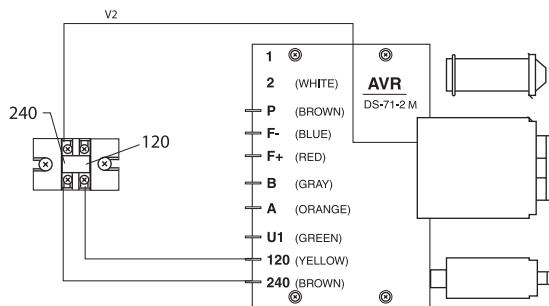 V2
1
2 (WHITE)
AVR
DS-71-2 M
P (BROWN)
F- (BLUE)
F+ (RED)
B (GRAY)
A (ORANGE)
U1 (GREEN)
120 (YELLOW)
240 (BROWN)
240
120